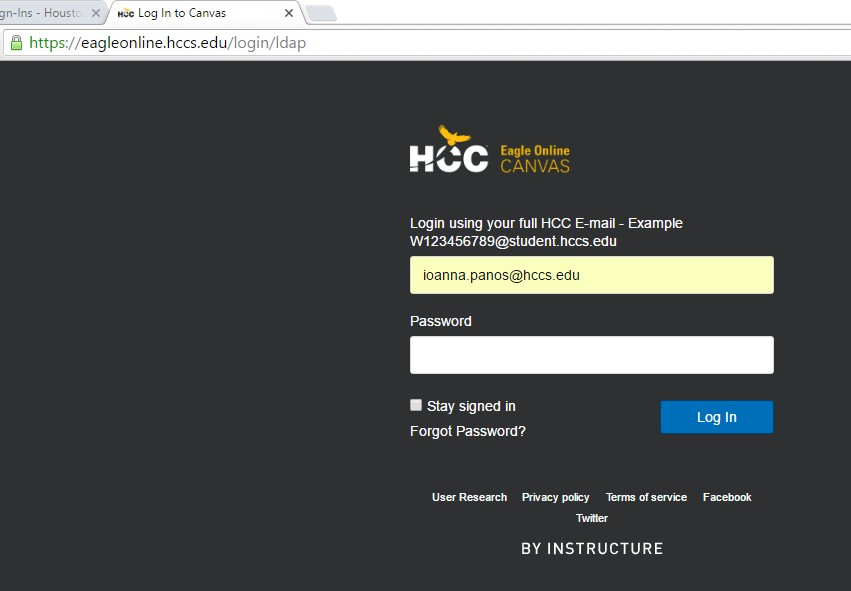 gn-Ins - Housto
HCC Log In to Canvas
https://eagleonline.hccs.edu/login/ldap
HCC Eagle Online
CANVAS
Login using your full HCC E-mail - Example
W123456789@student.hccs.edu
ioanna.panos@hccs.edu
Password
Stay signed in
Log In
Forgot Password?
User Research Privacy policy Terms of service Facebook
Twitter
BY INSTRUCTURE